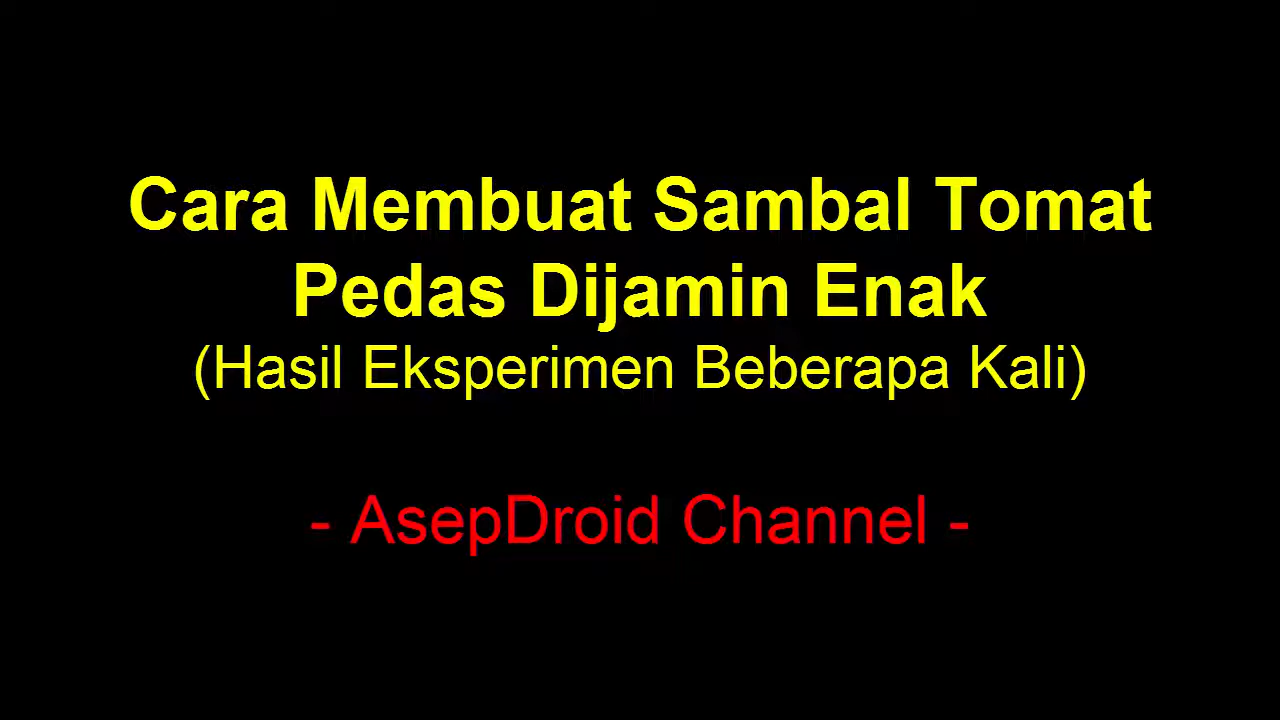 Cara Membuat Sambal Tomat
Pedas Dijamin Enak
(Hasil Eksperimen Beberapa Kali)
- AsepDroid Channel -